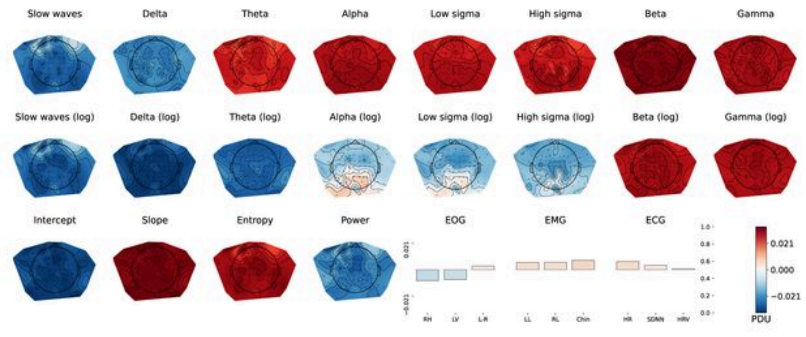 Slow waves Delta Theta Alpha Low sigma High sigma Beta Gamma
Slow waves (log) Delta (log) Theta (log) Alpha (log) Low sigma (log) High sigma (log) Beta (log) Gamma (log)
Intercept Slope Entropy Power EOG EMG ECG
0.021
−0.021
RH LV L-R
LL RL Chin
HR SDNN HRV
1.0
0.8
0.6
0.4
0.2
0.0
0.021
0.000
−0.021
PDU